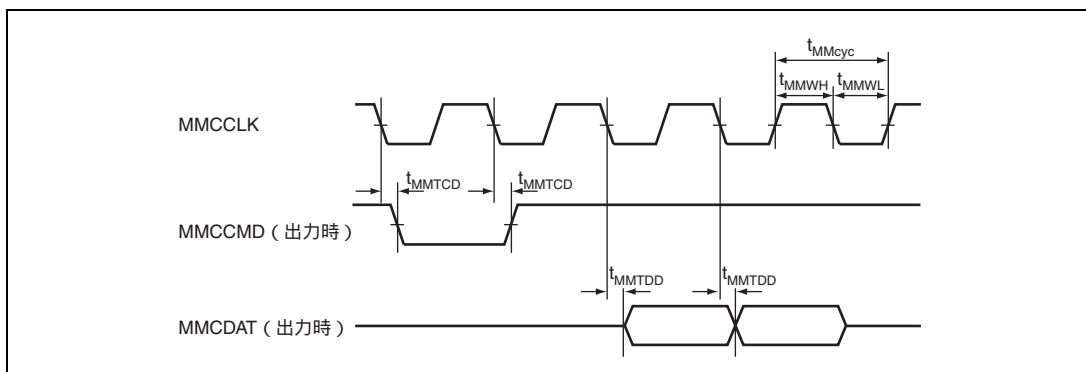 tMMcyc
tMMWH tMMWL
MMCCLK
tMMTCD tMMTCD
MMCCMD（出力時）
tMMTDD tMMTDD
MMCDAT（出力時）